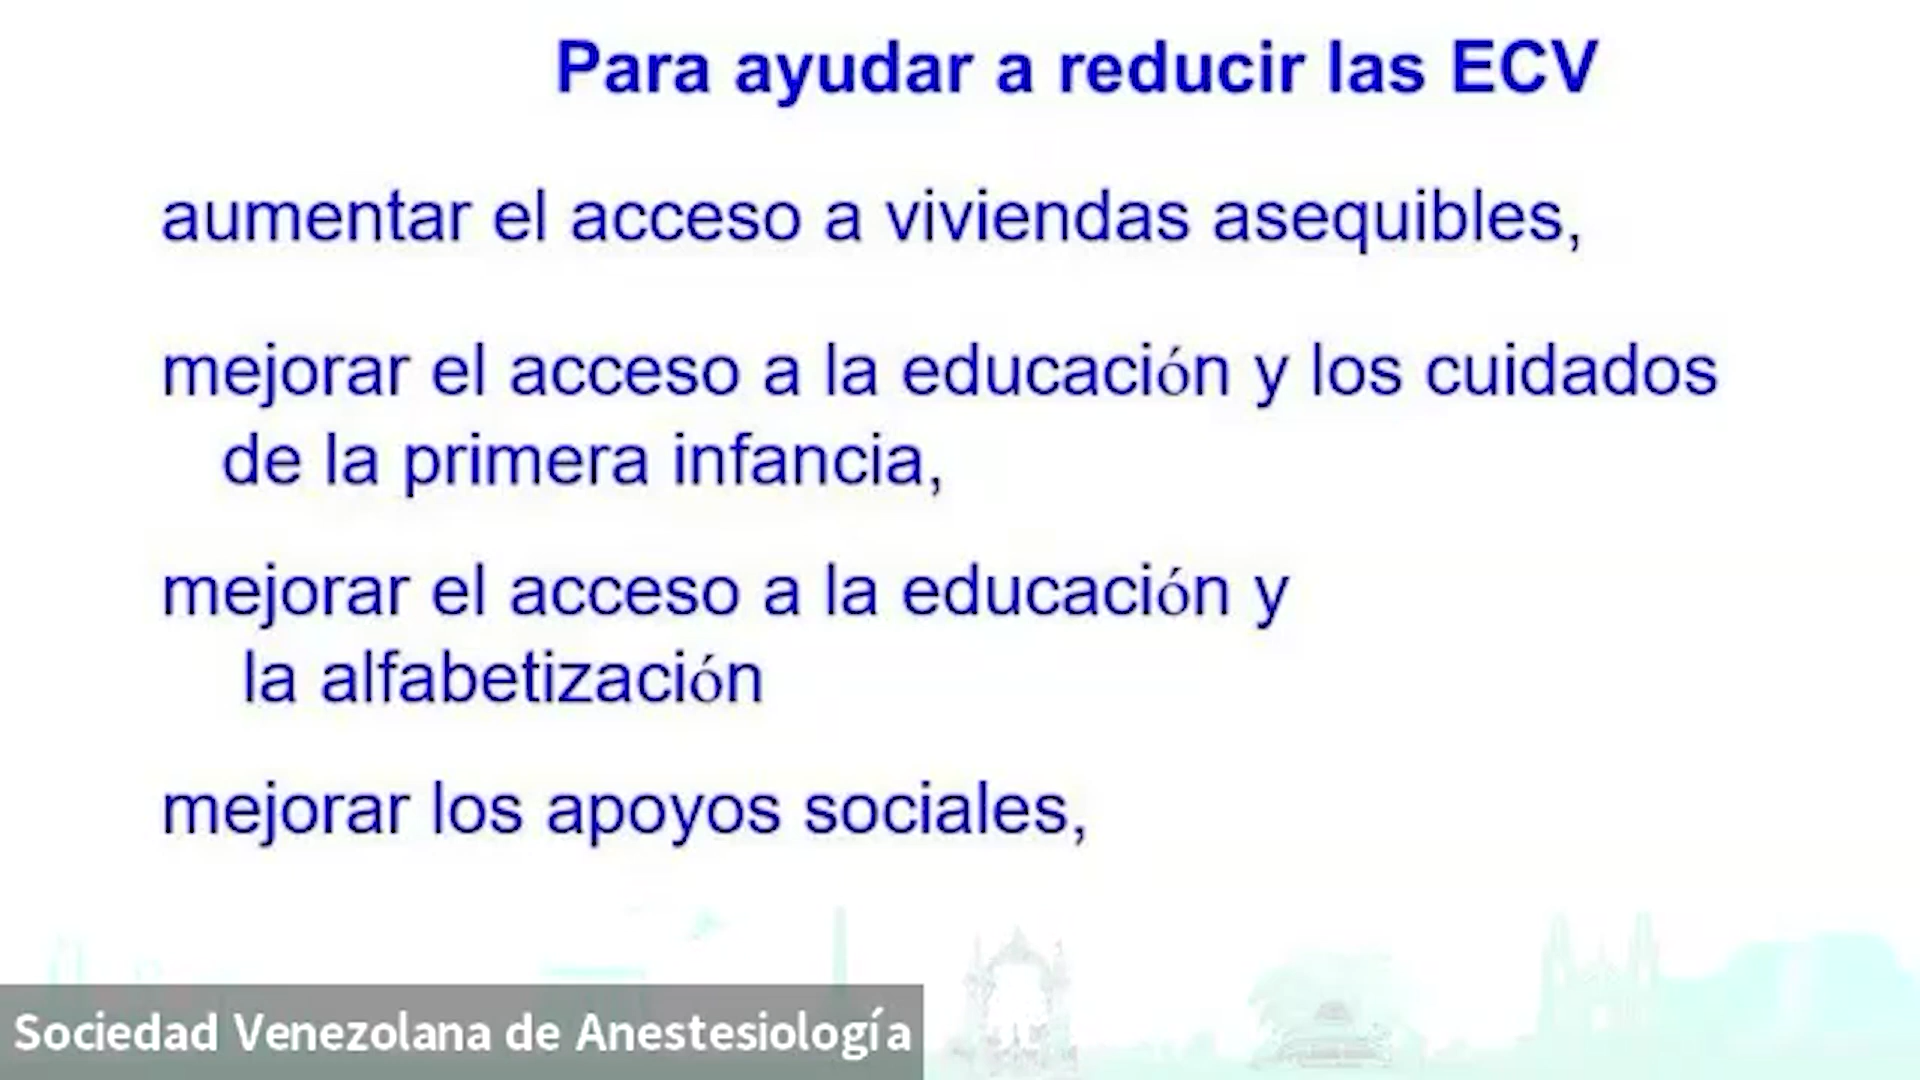 Para ayudar a reducir las ECV
aumentar el acceso a viviendas asequibles,
mejorar el acceso a la educación y los cuidados
de la primera infancia,
mejorar el acceso a la educación y
la alfabetización
mejorar los apoyos sociales,
Sociedad Venezolana de Anestesiología